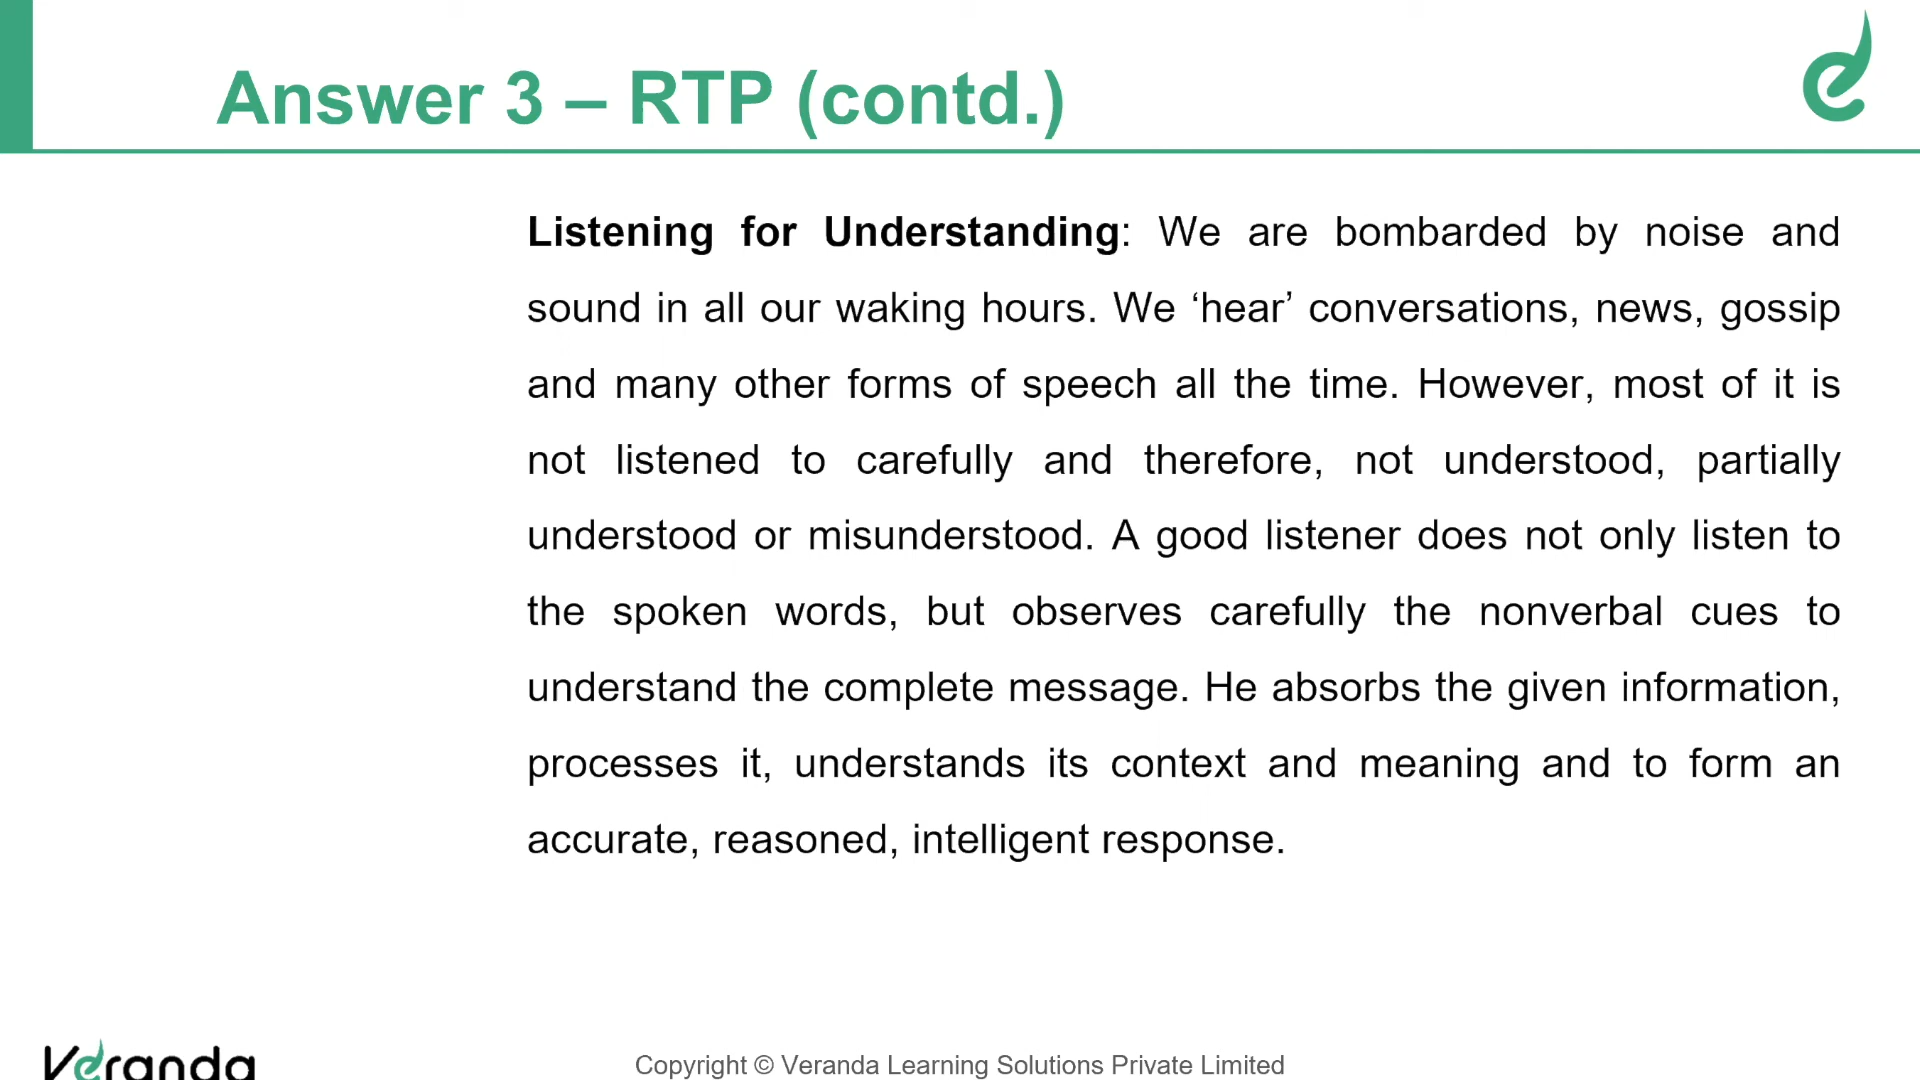 Answer 3 – RTP (contd.)
Listening for Understanding: We are bombarded by noise and
sound in all our waking hours. We ‘hear’ conversations, news, gossip
and many other forms of speech all the time. However, most of it is
not listened to carefully and therefore, not understood, partially
understood or misunderstood. A good listener does not only listen to
the spoken words, but observes carefully the nonverbal cues to
understand the complete message. He absorbs the given information,
processes it, understands its context and meaning and to form an
accurate, reasoned, intelligent response.
Veranda
Copyright © Veranda Learning Solutions Private Limited